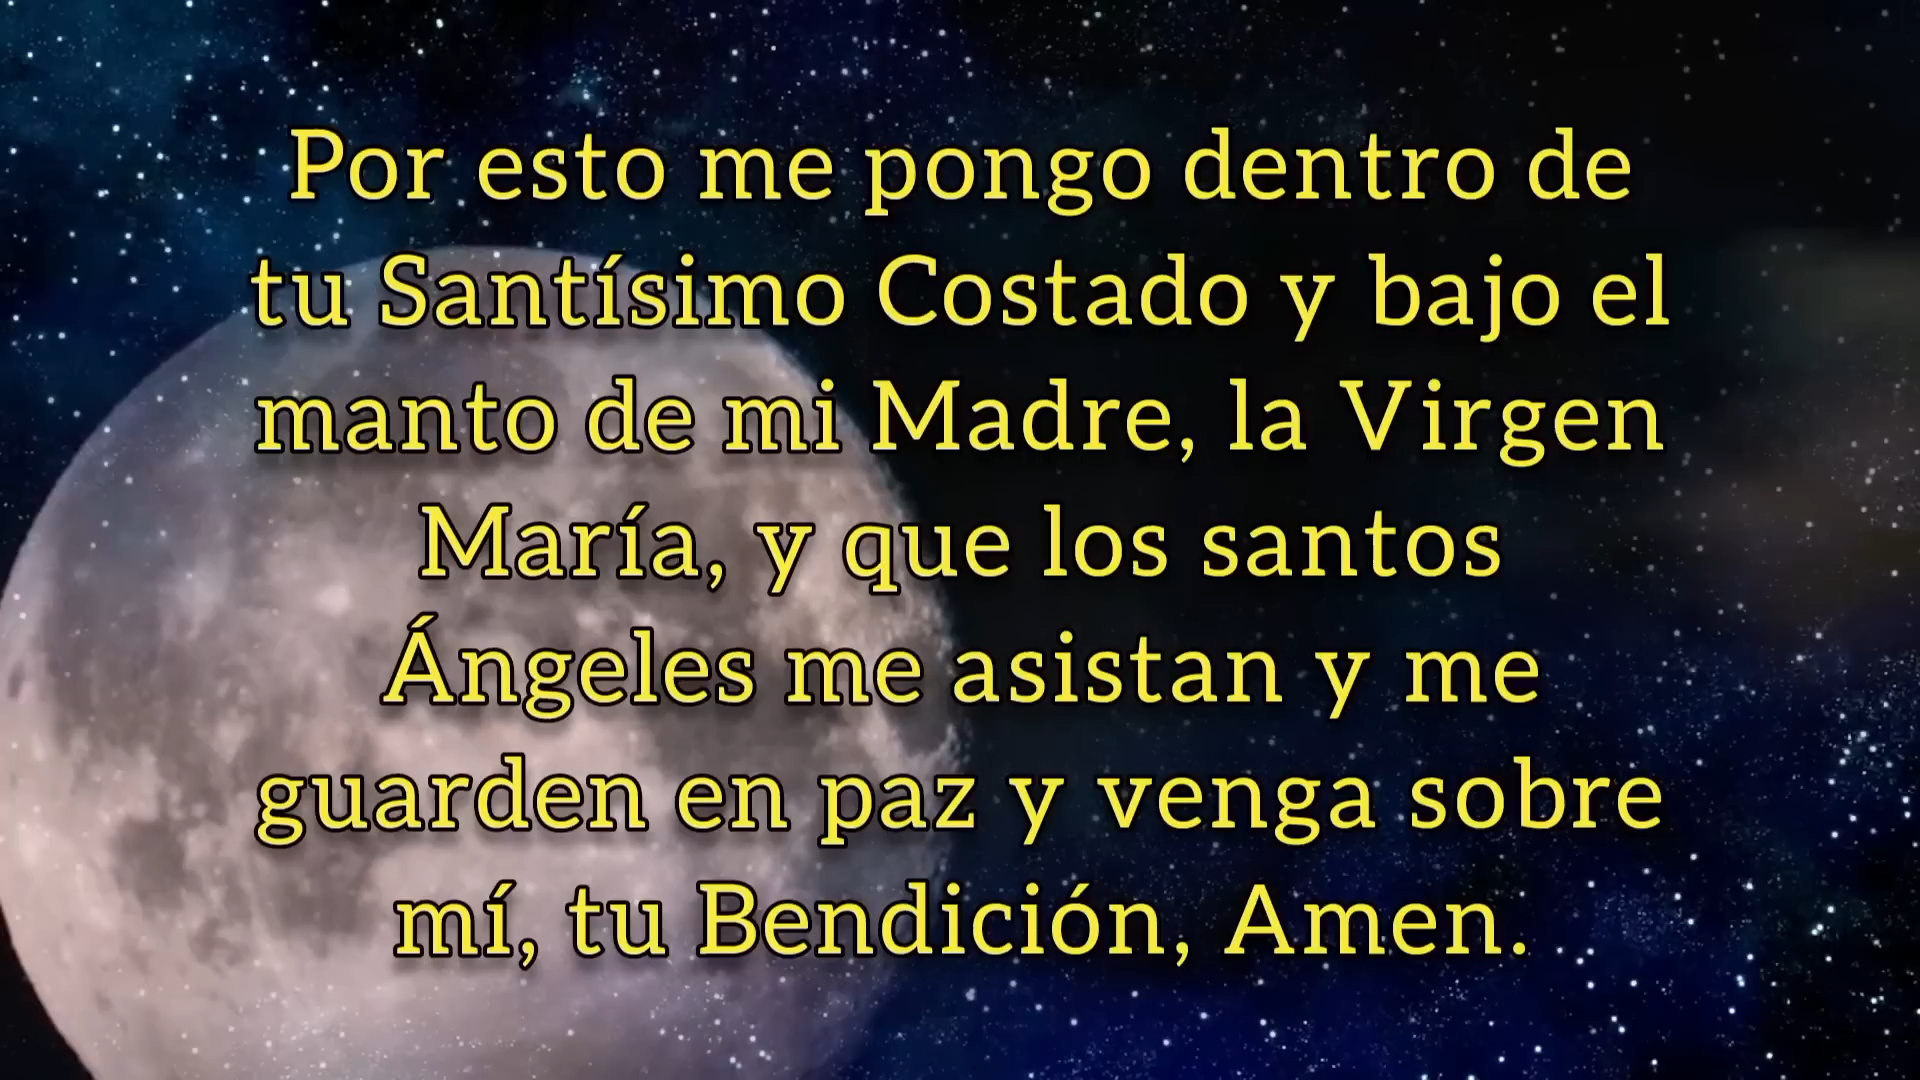 Por esto me pongo dentro de
tu Santísimo Costado y bajo el
manto de mi Madre, la Virgen
María, y que los santos
Ángeles me asistan y me
guarden en paz y venga sobre
mí, tu Bendición, Amen.